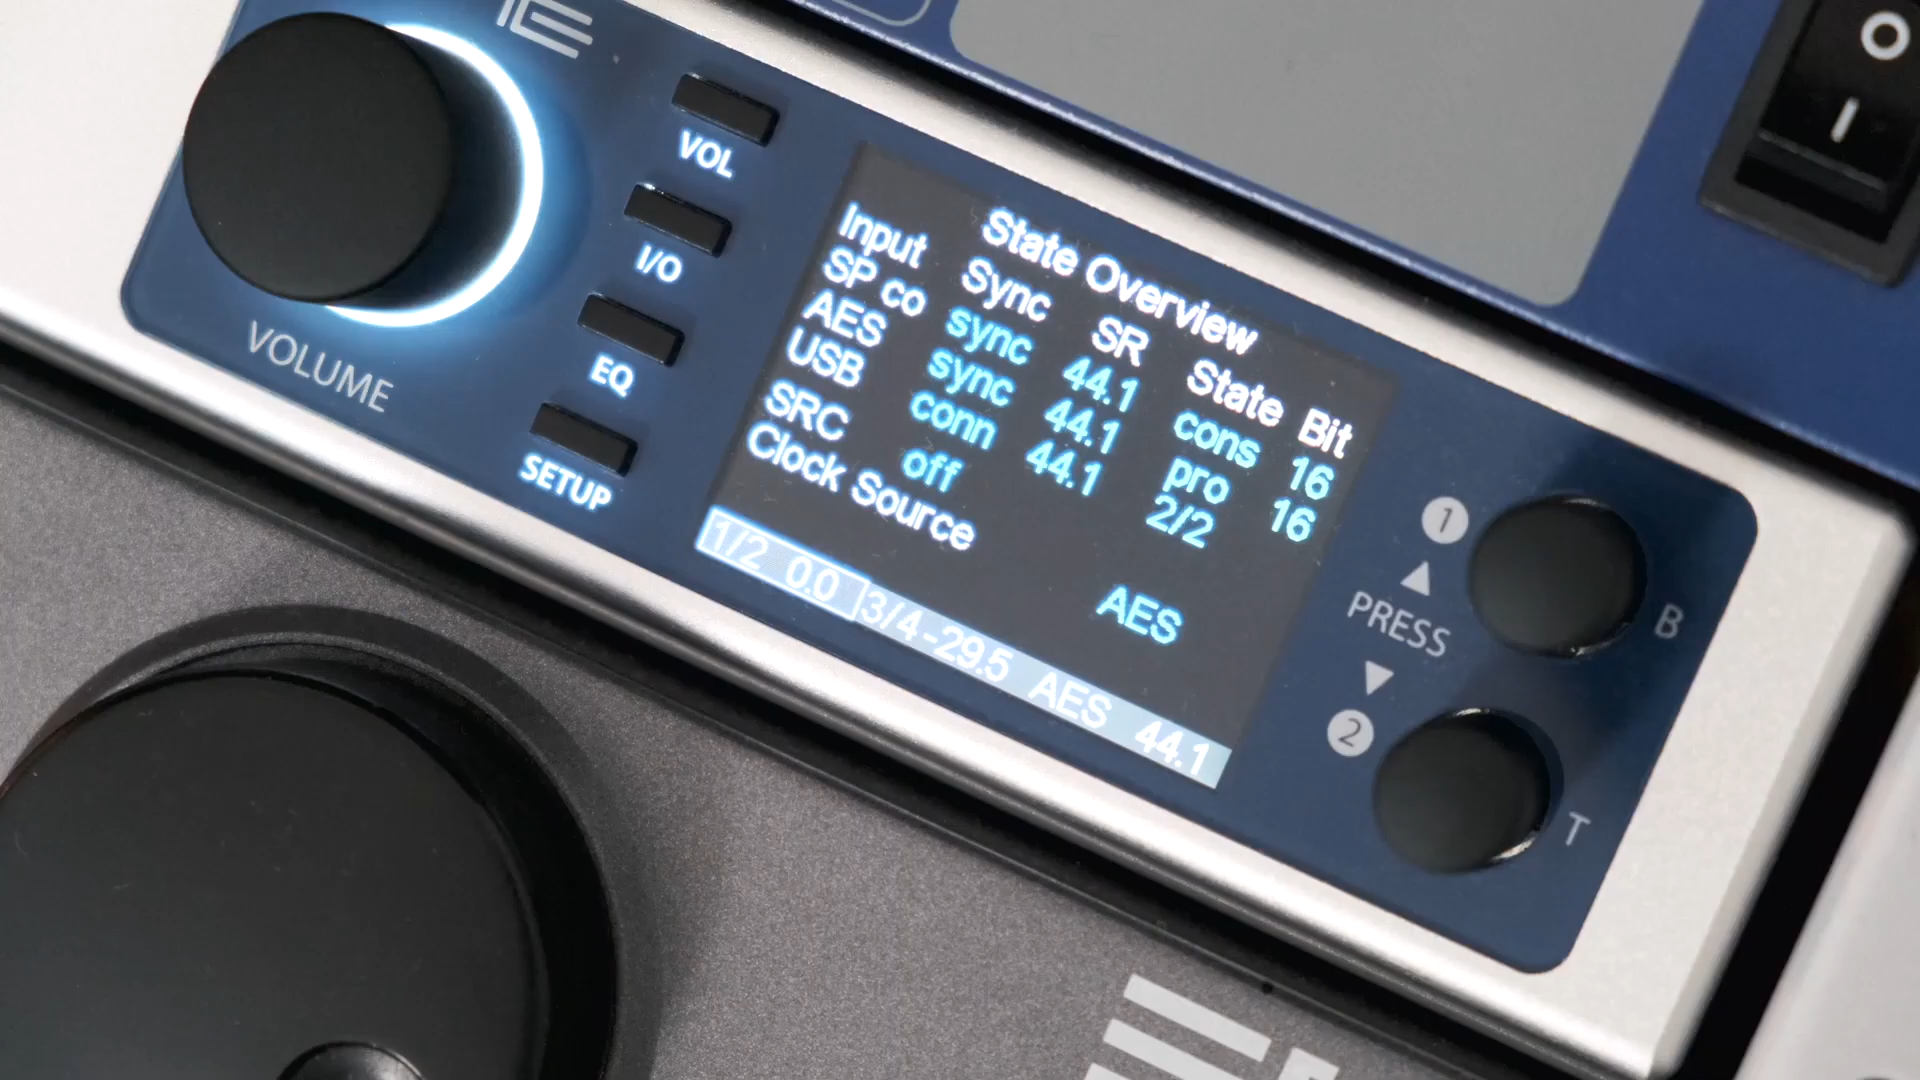 VOLUME
VOL
I/O
EQ
SETUP
State Overview
Input Sync SR State Bit
SP co sync 44.1 cons 16
AES sync 44.1 pro 16
USB conn 44.1 2/2
SRC off
Clock Source AES
1/2 0.0 3/4 -29.5 AES 44.1
1
PRESS
2
B
T
O
I